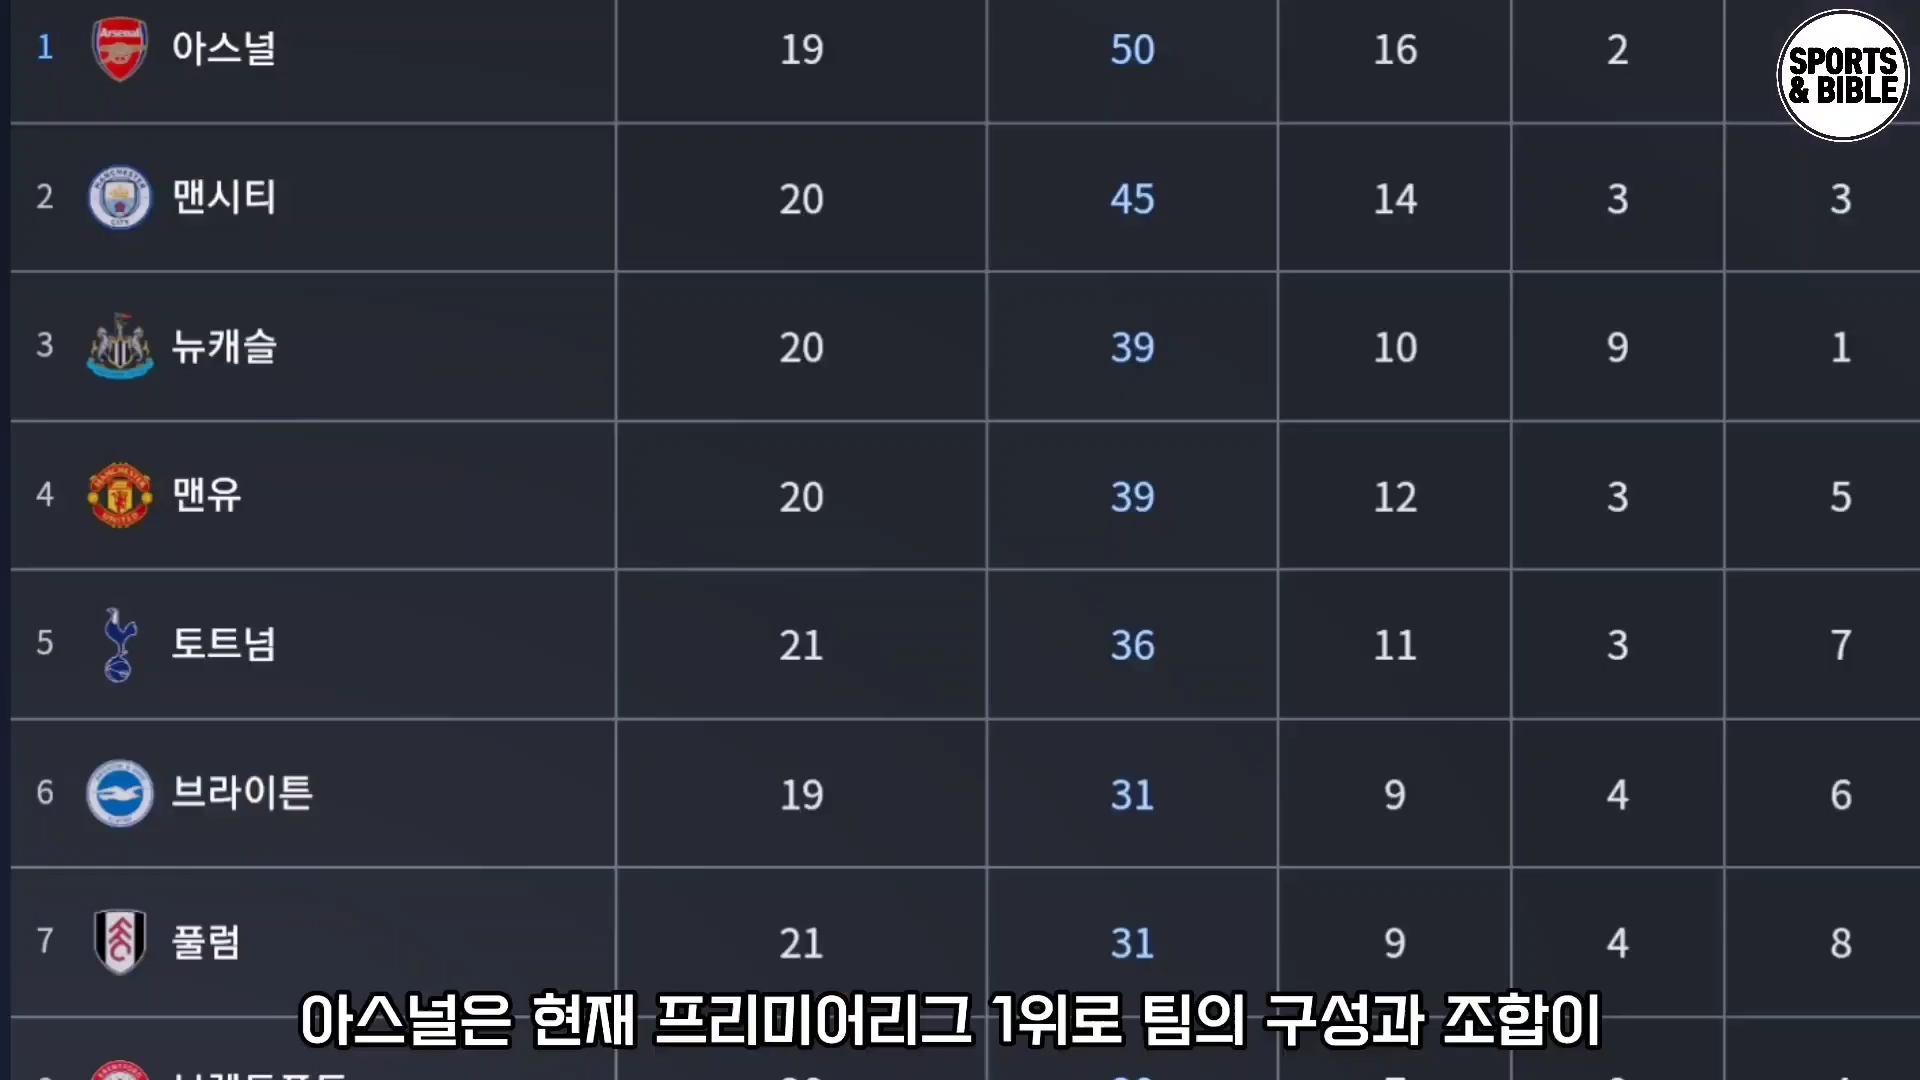 1 아스널 19 50 16 2
SPORTS
& BIBLE
2 맨시티 20 45 14 3 3
3 뉴캐슬 20 39 10 9 1
4 맨유 20 39 12 3 5
5 토트넘 21 36 11 3 7
6 브라이튼 19 31 9 4 6
7 풀럼 21 31 9 4 8
아스널은 현재 프리미어리그 1위로 팀의 구성과 조합이